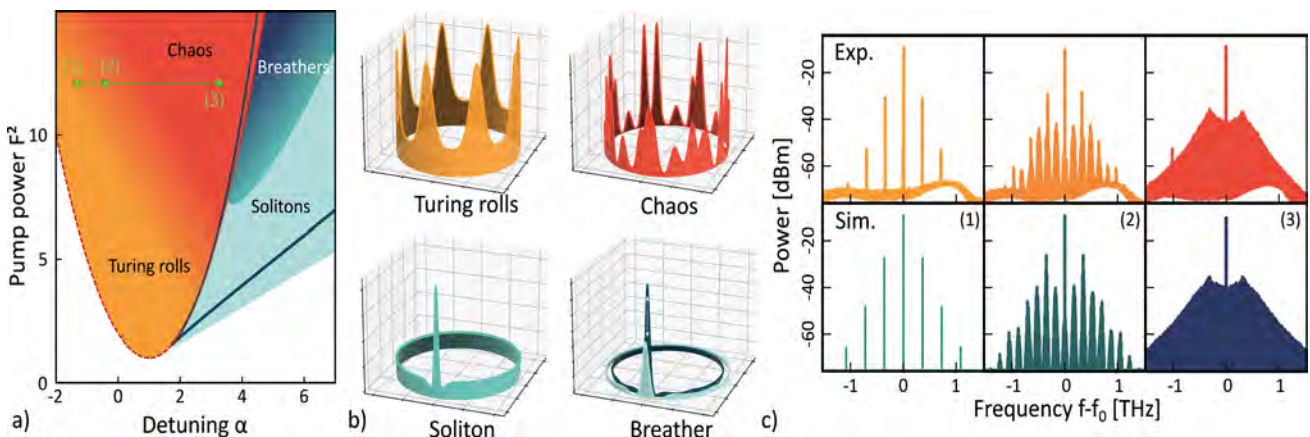 Pump power F²
10
5
0
-2
0
2
4
6
Detuning α
Chaos
Breathers
(1)
(2)
(3)
Solitons
Turing rolls
a)
Turing rolls
Chaos
Soliton
Breather
b)
c)
Power [dBm]
-20
-40
-60
-20
-40
-60
Exp.
Sim.
(1)
(2)
(3)
-1
0
1
-1
0
1
-1
0
1
Frequency f-f₀ [THz]